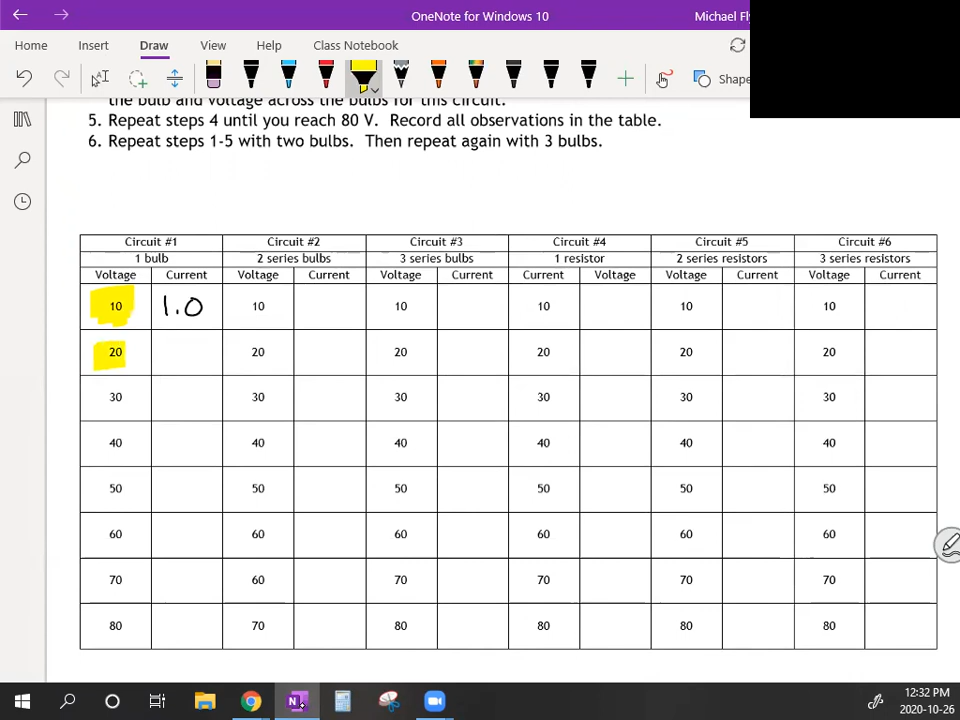 OneNote for Windows 10
Michael Fl
Home Insert Draw View Help Class Notebook
Shape
the bulb and voltage across the bulbs for this circuit.
5. Repeat steps 4 until you reach 80 V. Record all observations in the table.
6. Repeat steps 1-5 with two bulbs. Then repeat again with 3 bulbs.
Circuit #1 Circuit #2 Circuit #3 Circuit #4 Circuit #5 Circuit #6
1 bulb 2 series bulbs 3 series bulbs 1 resistor 2 series resistors 3 series resistors
Voltage Current Voltage Current Voltage Current Current Voltage Voltage Current Voltage Current
10 1.0 10 10 10 10 10
20 20 20 20 20 20
30 30 30 30 30 30
40 40 40 40 40 40
50 50 50 50 50 50
60 60 60 60 60 60
70 60 70 70 70 70
80 70 80 80 80 80
12:32 PM
2020-10-26